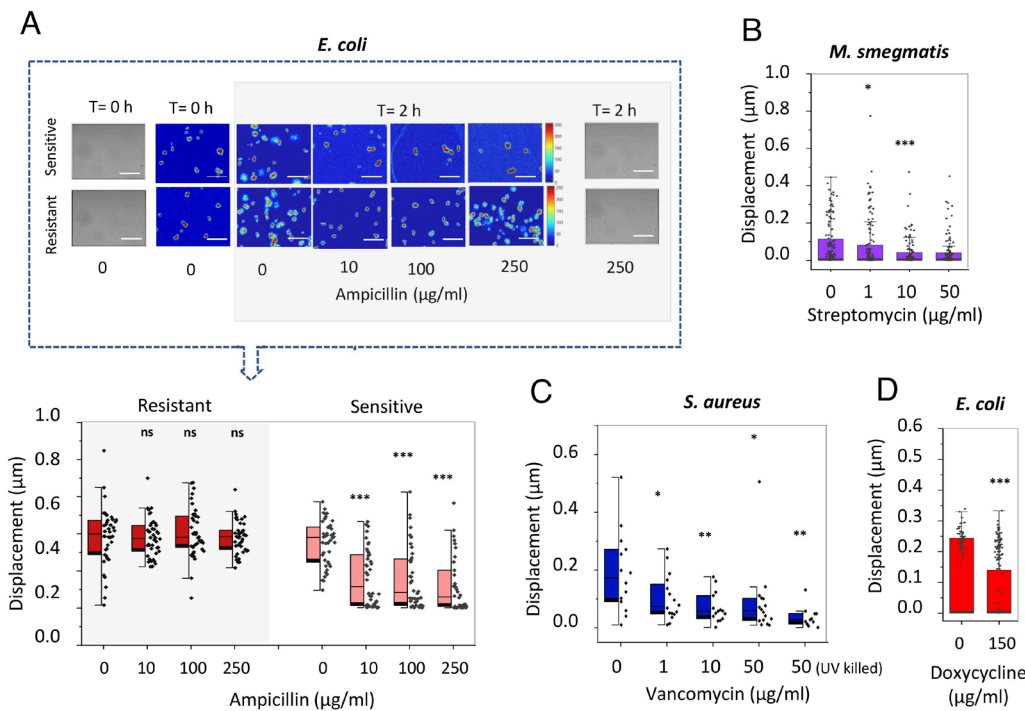 A
E. coli
T= 0 h
T= 0 h
T= 2 h
T= 2 h
Sensitive
Resistant
0
0
0
10
100
250
250
Ampicillin (µg/ml)
B
M. smegmatis
Displacement (µm)
1.0
0.8
0.6
0.4
0.2
0.0
*
***
0
1
10
50
Streptomycin (µg/ml)
Resistant
Sensitive
Displacement (µm)
1.0
0.8
0.6
0.4
0.2
0.0
ns
ns
ns
***
***
***
0
10
100
250
0
10
100
250
Ampicillin (µg/ml)
C
S. aureus
Displacement (µm)
0.6
0.4
0.2
0.0
*
**
*
**
0
1
10
50
50 (UV killed)
Vancomycin (µg/ml)
D
E. coli
Displacement (µm)
0.6
0.5
0.4
0.3
0.2
0.1
0.0
***
0
150
Doxycycline
(µg/ml)